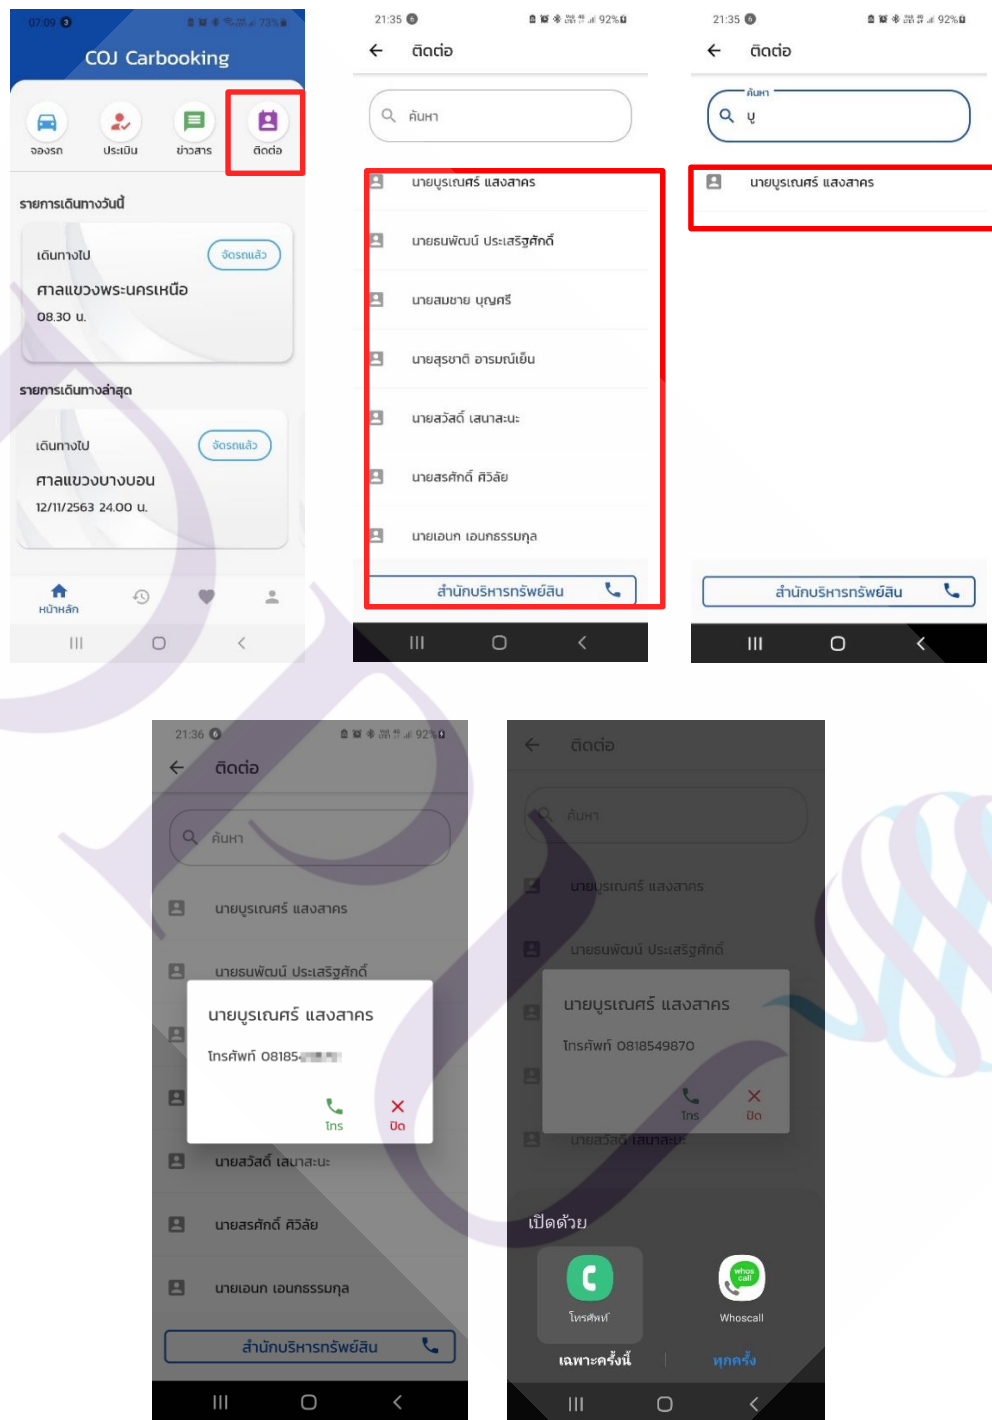 07:09 3 73%
COJ Carbooking
จองรถ ประเมิน ข่าวสาร ติดต่อ
รายการเดินทางวันนี้
เดินทางไป จัดรถแล้ว
ศาลแขวงพระนครเหนือ
08.30 น.
รายการเดินทางล่าสุด
เดินทางไป จัดรถแล้ว
ศาลแขวงบางบอน
12/11/2563 24.00 น.
หน้าหลัก
21:35 6 92%
ติดต่อ
ค้นหา
นายบูรเณศร์ แสงสาคร
นายธนพัฒน์ ประเสริฐศักดิ์
นายสมชาย บุญศรี
นายสุรชาติ อารมณ์เย็น
นายสวัสดิ์ เสนาสะนะ
นายสรศักดิ์ ศิวิลัย
นายเอนก เอนกธรรมกุล
สำนักบริหารทรัพย์สิน
21:35 6 92%
ติดต่อ
ค้นหา
บู
นายบูรเณศร์ แสงสาคร
สำนักบริหารทรัพย์สิน
21:36 6 92%
ติดต่อ
ค้นหา
นายบูรเณศร์ แสงสาคร
นายธนพัฒน์ ประเสริฐศักดิ์
นายบูรเณศร์ แสงสาคร
โทรศัพท์ 08185
โทร ปิด
นายสวัสดิ์ เสนาสะนะ
นายสรศักดิ์ ศิวิลัย
นายเอนก เอนกธรรมกุล
สำนักบริหารทรัพย์สิน
ติดต่อ
ค้นหา
นายบูรเณศร์ แสงสาคร
นายธนพัฒน์ ประเสริฐศักดิ์
นายบูรเณศร์ แสงสาคร
โทรศัพท์ 0818549870
โทร ปิด
นายสวัสดิ์ เสนาสะนะ
เปิดด้วย
whos call
โทรศัพท์ Whoscall
เฉพาะครั้งนี้ ทุกครั้ง